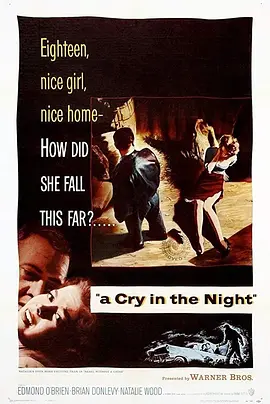 Eighteen,
nice girl,
nice home-
HOW DID
SHE FALL
THIS FAR?.....
"a Cry in the Night"
PRESENTED BY WARNER BROS.
EDMOND O'BRIEN·BRIAN DONLEVY·NATALIE WOOD